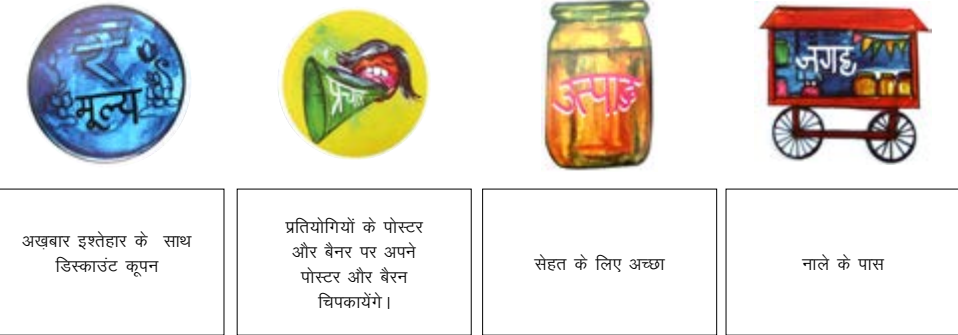 ₹
मूल्य
प्रचार
उत्पाद
जगह
अख़बार इश्तेहार के साथ
डिस्काउंट कूपन
प्रतियोगियों के पोस्टर
और बैनर पर अपने
पोस्टर और बैरन
चिपकायेंगे।
सेहत के लिए अच्छा
नाले के पास